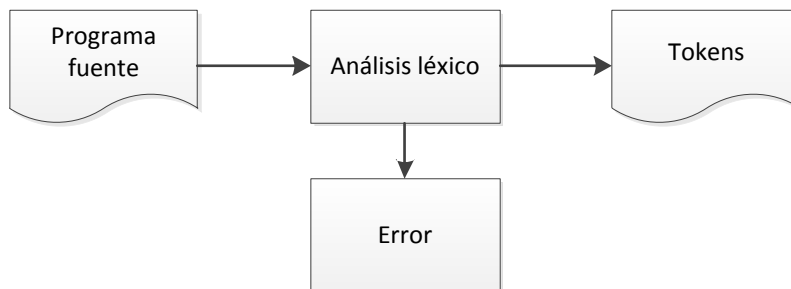 Programa
fuente
Análisis léxico
Tokens
Error